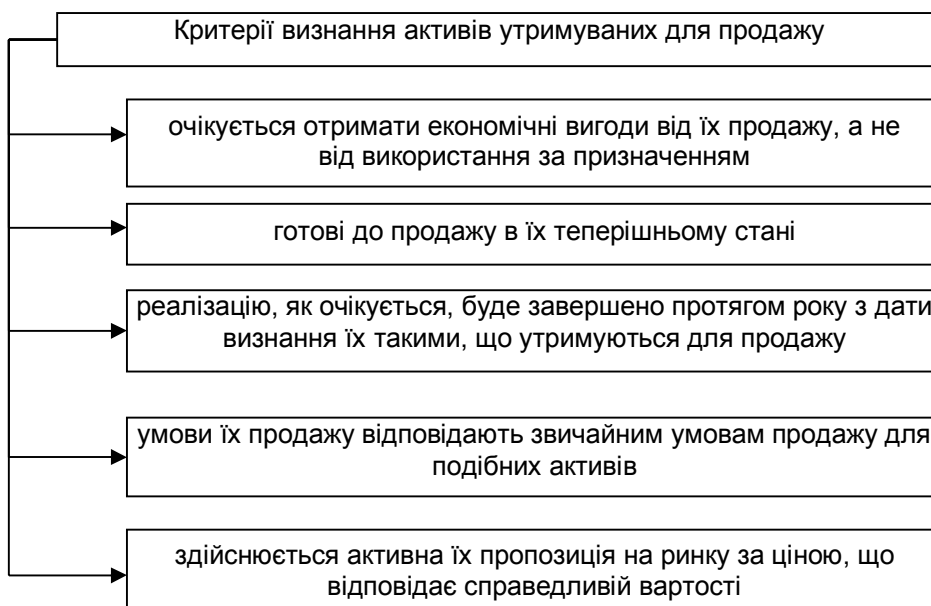 Критерії визнання активів утримуваних для продажу
очікується отримати економічні вигоди від їх продажу, а не
від використання за призначенням
готові до продажу в їх теперішньому стані
реалізацію, як очікується, буде завершено протягом року з дати
визнання їх такими, що утримуються для продажу
умови їх продажу відповідають звичайним умовам продажу для
подібних активів
здійснюється активна їх пропозиція на ринку за ціною, що
відповідає справедливій вартості